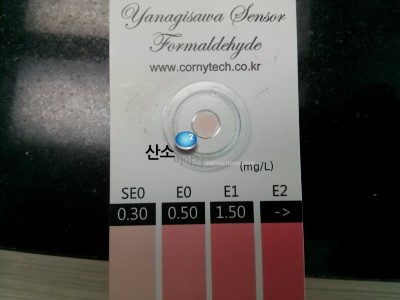 Yanagisawa Sensor
Formaldehyde
www.cornytech.co.kr
2
산소
(mg/L)
SE0 E0 E1 E2
0.30 0.50 1.50 ->